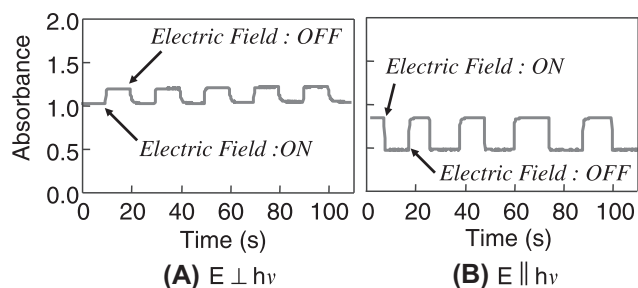 2.0
1.5
1.0
0.5
0.0
Absorbance
Electric Field : OFF
Electric Field :ON
0 20 40 60 80 100
Time (s)
(A) E ⊥ hν
Electric Field : ON
Electric Field : OFF
0 20 40 60 80 100
Time (s)
(B) E ∥ hν